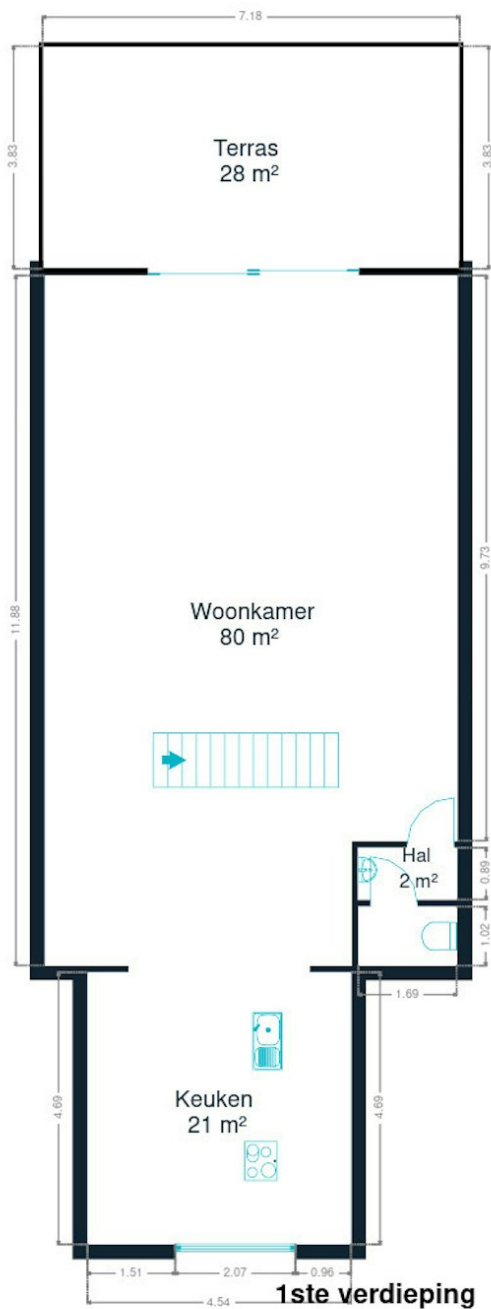 7.18
3.83
3.83
Terras
28 m²
11.88
9.73
Woonkamer
80 m²
Hal
2 m²
0.89
1.02
1.69
4.69
4.69
Keuken
21 m²
1.51
2.07
0.96
4.54
1ste verdieping